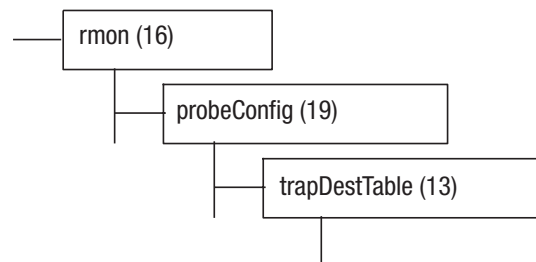 rmon (16)
probeConfig (19)
trapDestTable (13)